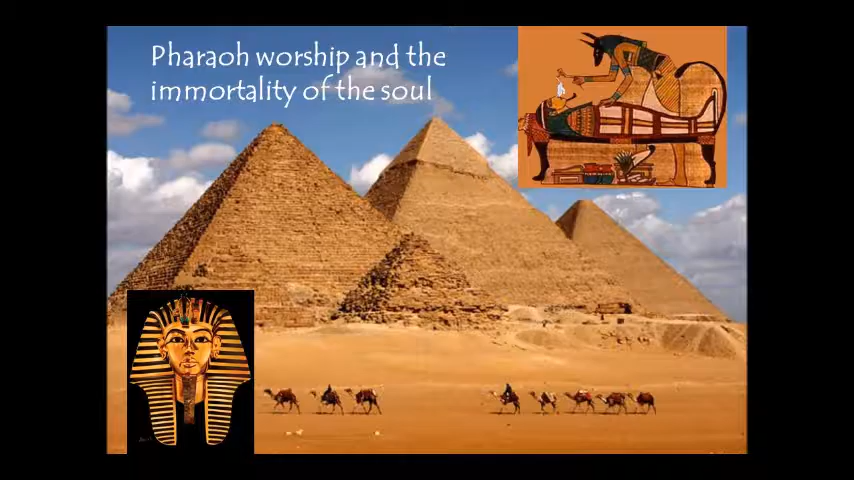 Pharaoh worship and the
immortality of the soul